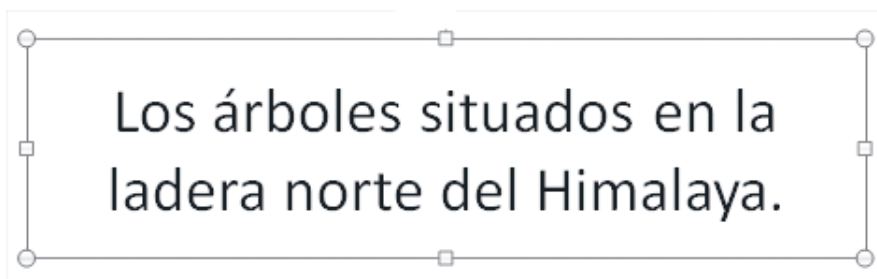 Los árboles situados en la
ladera norte del Himalaya.